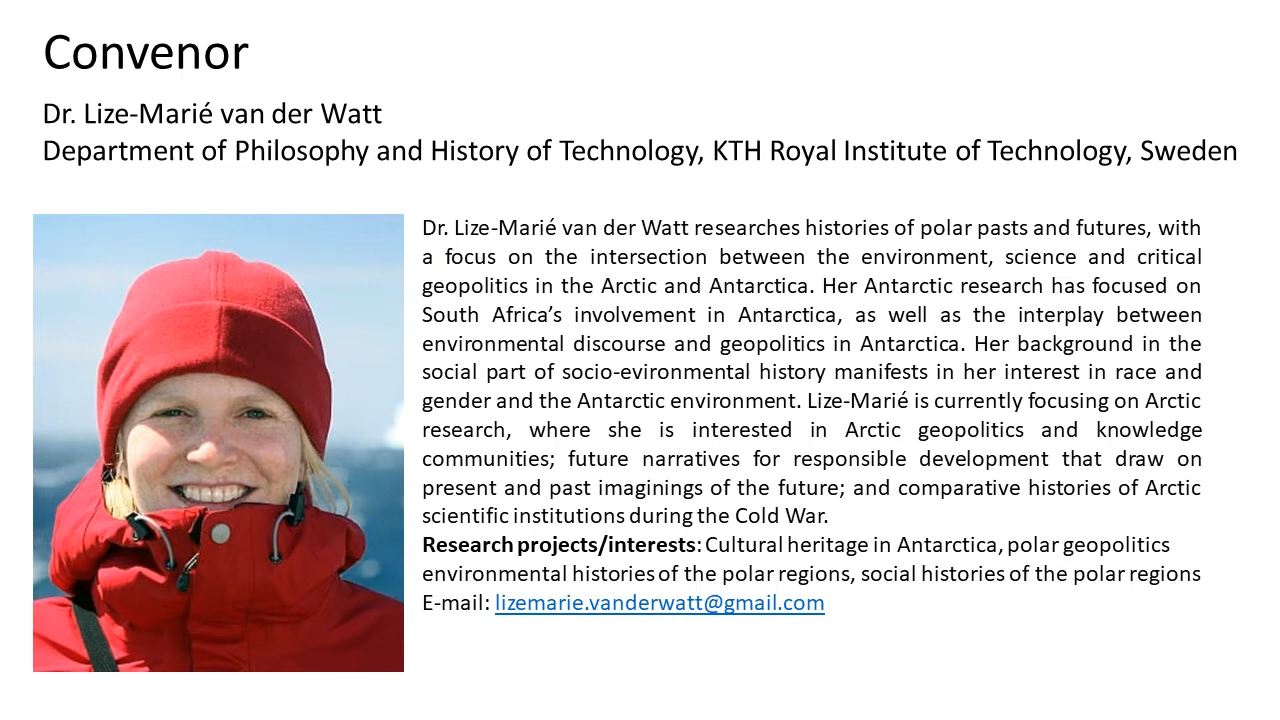 Convenor
Dr. Lize-Marié van der Watt
Department of Philosophy and History of Technology, KTH Royal Institute of Technology, Sweden
Dr. Lize-Marié van der Watt researches histories of polar pasts and futures, with
a focus on the intersection between the environment, science and critical
geopolitics in the Arctic and Antarctica. Her Antarctic research has focused on
South Africa’s involvement in Antarctica, as well as the interplay between
environmental discourse and geopolitics in Antarctica. Her background in the
social part of socio-evironmental history manifests in her interest in race and
gender and the Antarctic environment. Lize-Marié is currently focusing on Arctic
research, where she is interested in Arctic geopolitics and knowledge
communities; future narratives for responsible development that draw on
present and past imaginings of the future; and comparative histories of Arctic
scientific institutions during the Cold War.
Research projects/interests: Cultural heritage in Antarctica, polar geopolitics
environmental histories of the polar regions, social histories of the polar regions
E-mail: lizemarie.vanderwatt@gmail.com